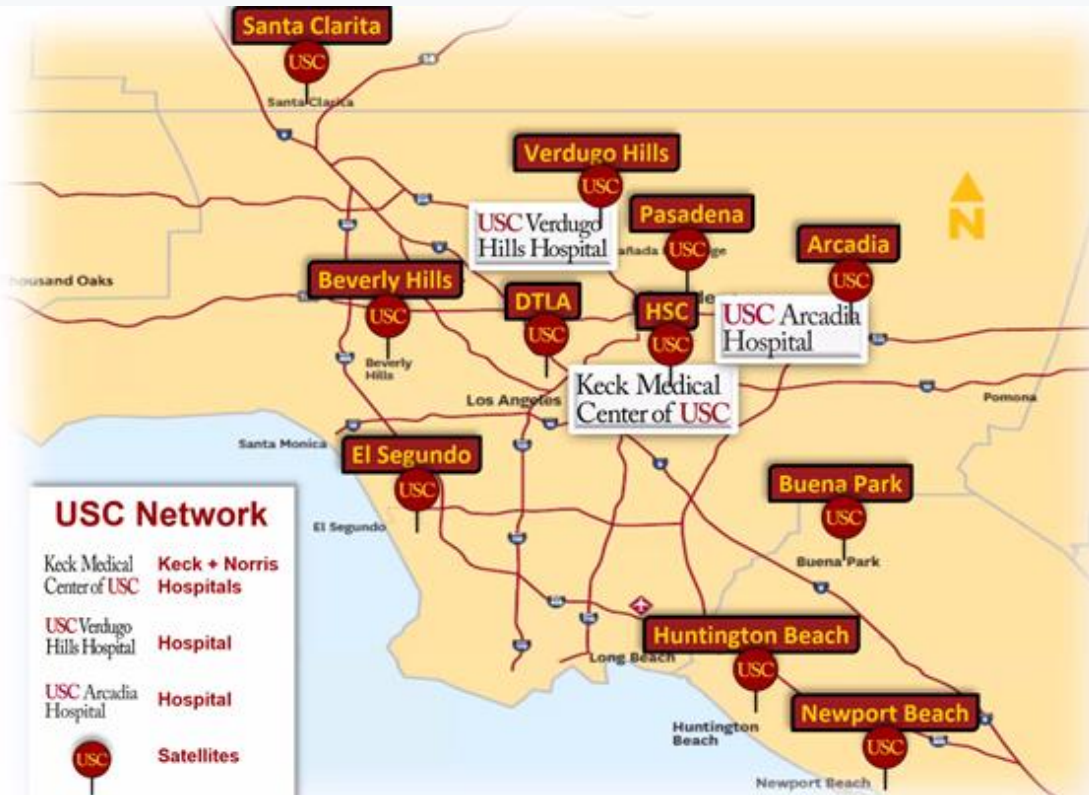 Santa Clarita
USC
Santa Clarita
Verdugo Hills
USC
USC Verdugo
Hills Hospital
Pasadena
USC
Arcadia
USC
N
housand Oaks
Beverly Hills
USC
Beverly
Hills
DTLA
USC
HSC
USC
USC Arcadia
Hospital
Keck Medical
Center of USC
Los Angeles
Pomona
Santa Monica
El Segundo
USC
El Segundo
Buena Park
USC
Buena Park
Long Beach
Huntington Beach
USC
Huntington
Beach
Newport Beach
USC
Newport Beach
USC Network
Keck Medical
Center of USC
Keck + Norris
Hospitals
USC Verdugo
Hills Hospital
Hospital
USC Arcadia
Hospital
Hospital
USC
Satellites